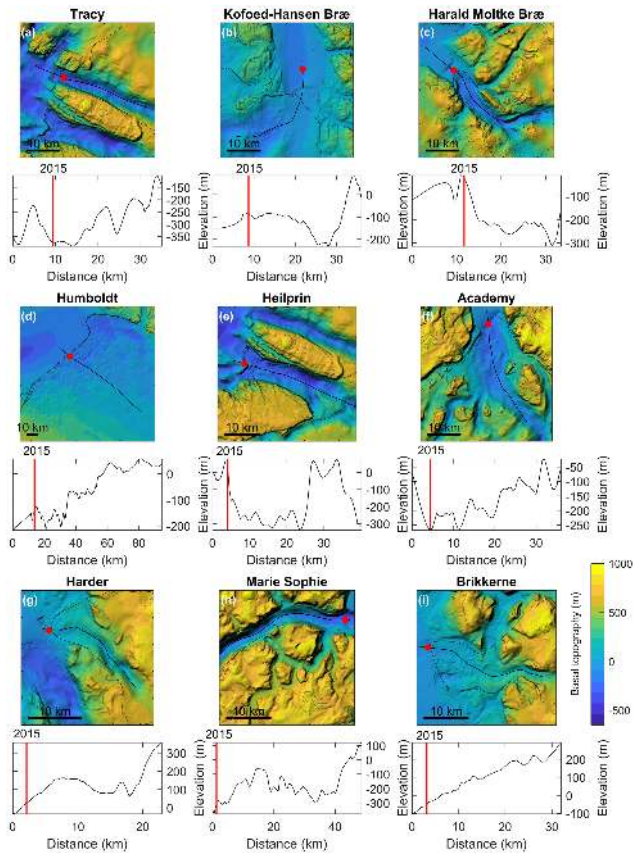 Tracy Kofoed-Hansen Bræ Harald Moltke Bræ
(a) (b) (c)
10 km 10 km 10 km
2015 2015 2015
-150 -200 -250 -300 -350 Elevation (m) 0 -100 -200 Elevation (m) 0 -100 -200 -300 Elevation (m)
0 10 20 30 0 10 20 30 0 10 20 30
Distance (km) Distance (km) Distance (km)
Humboldt Heilprin Academy
(d) (e) (f)
10 km 10 km 10 km
2015 2015 2015
0 -100 -200 Elevation (m) 0 -100 -200 -300 Elevation (m) -50 -100 -150 -200 -250 Elevation (m)
0 20 40 60 80 0 10 20 30 0 10 20 30
Distance (km) Distance (km) Distance (km)
Harder Marie Sophie Brikkerne
(g) (h) (i)
10 km 10 km 10 km
1000 500 0 -500 Basal topography (m)
2015 2015 2015
300 200 100 0 Elevation (m) 100 0 -100 -200 -300 Elevation (m) 200 100 0 -100 Elevation (m)
0 10 20 0 20 40 0 10 20 30
Distance (km) Distance (km) Distance (km)